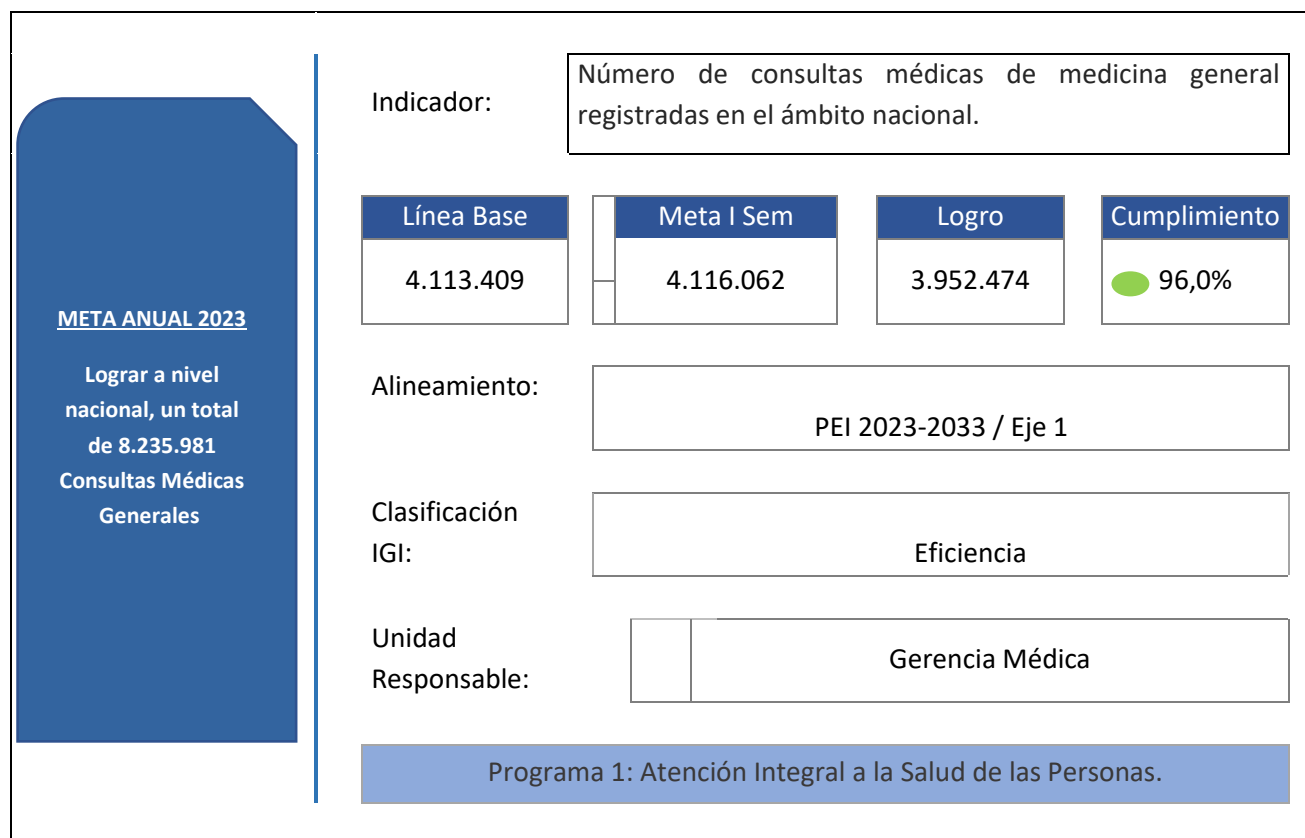 META ANUAL 2023
Lograr a nivel
nacional, un total
de 8.235.981
Consultas Médicas
Generales
Indicador:
Número de consultas médicas de medicina general
registradas en el ámbito nacional.
Línea Base
Meta I Sem
Logro
Cumplimiento
4.113.409
4.116.062
3.952.474
96,0%
Alineamiento:
PEI 2023-2033 / Eje 1
Clasificación
IGI:
Eficiencia
Unidad
Responsable:
Gerencia Médica
Programa 1: Atención Integral a la Salud de las Personas.